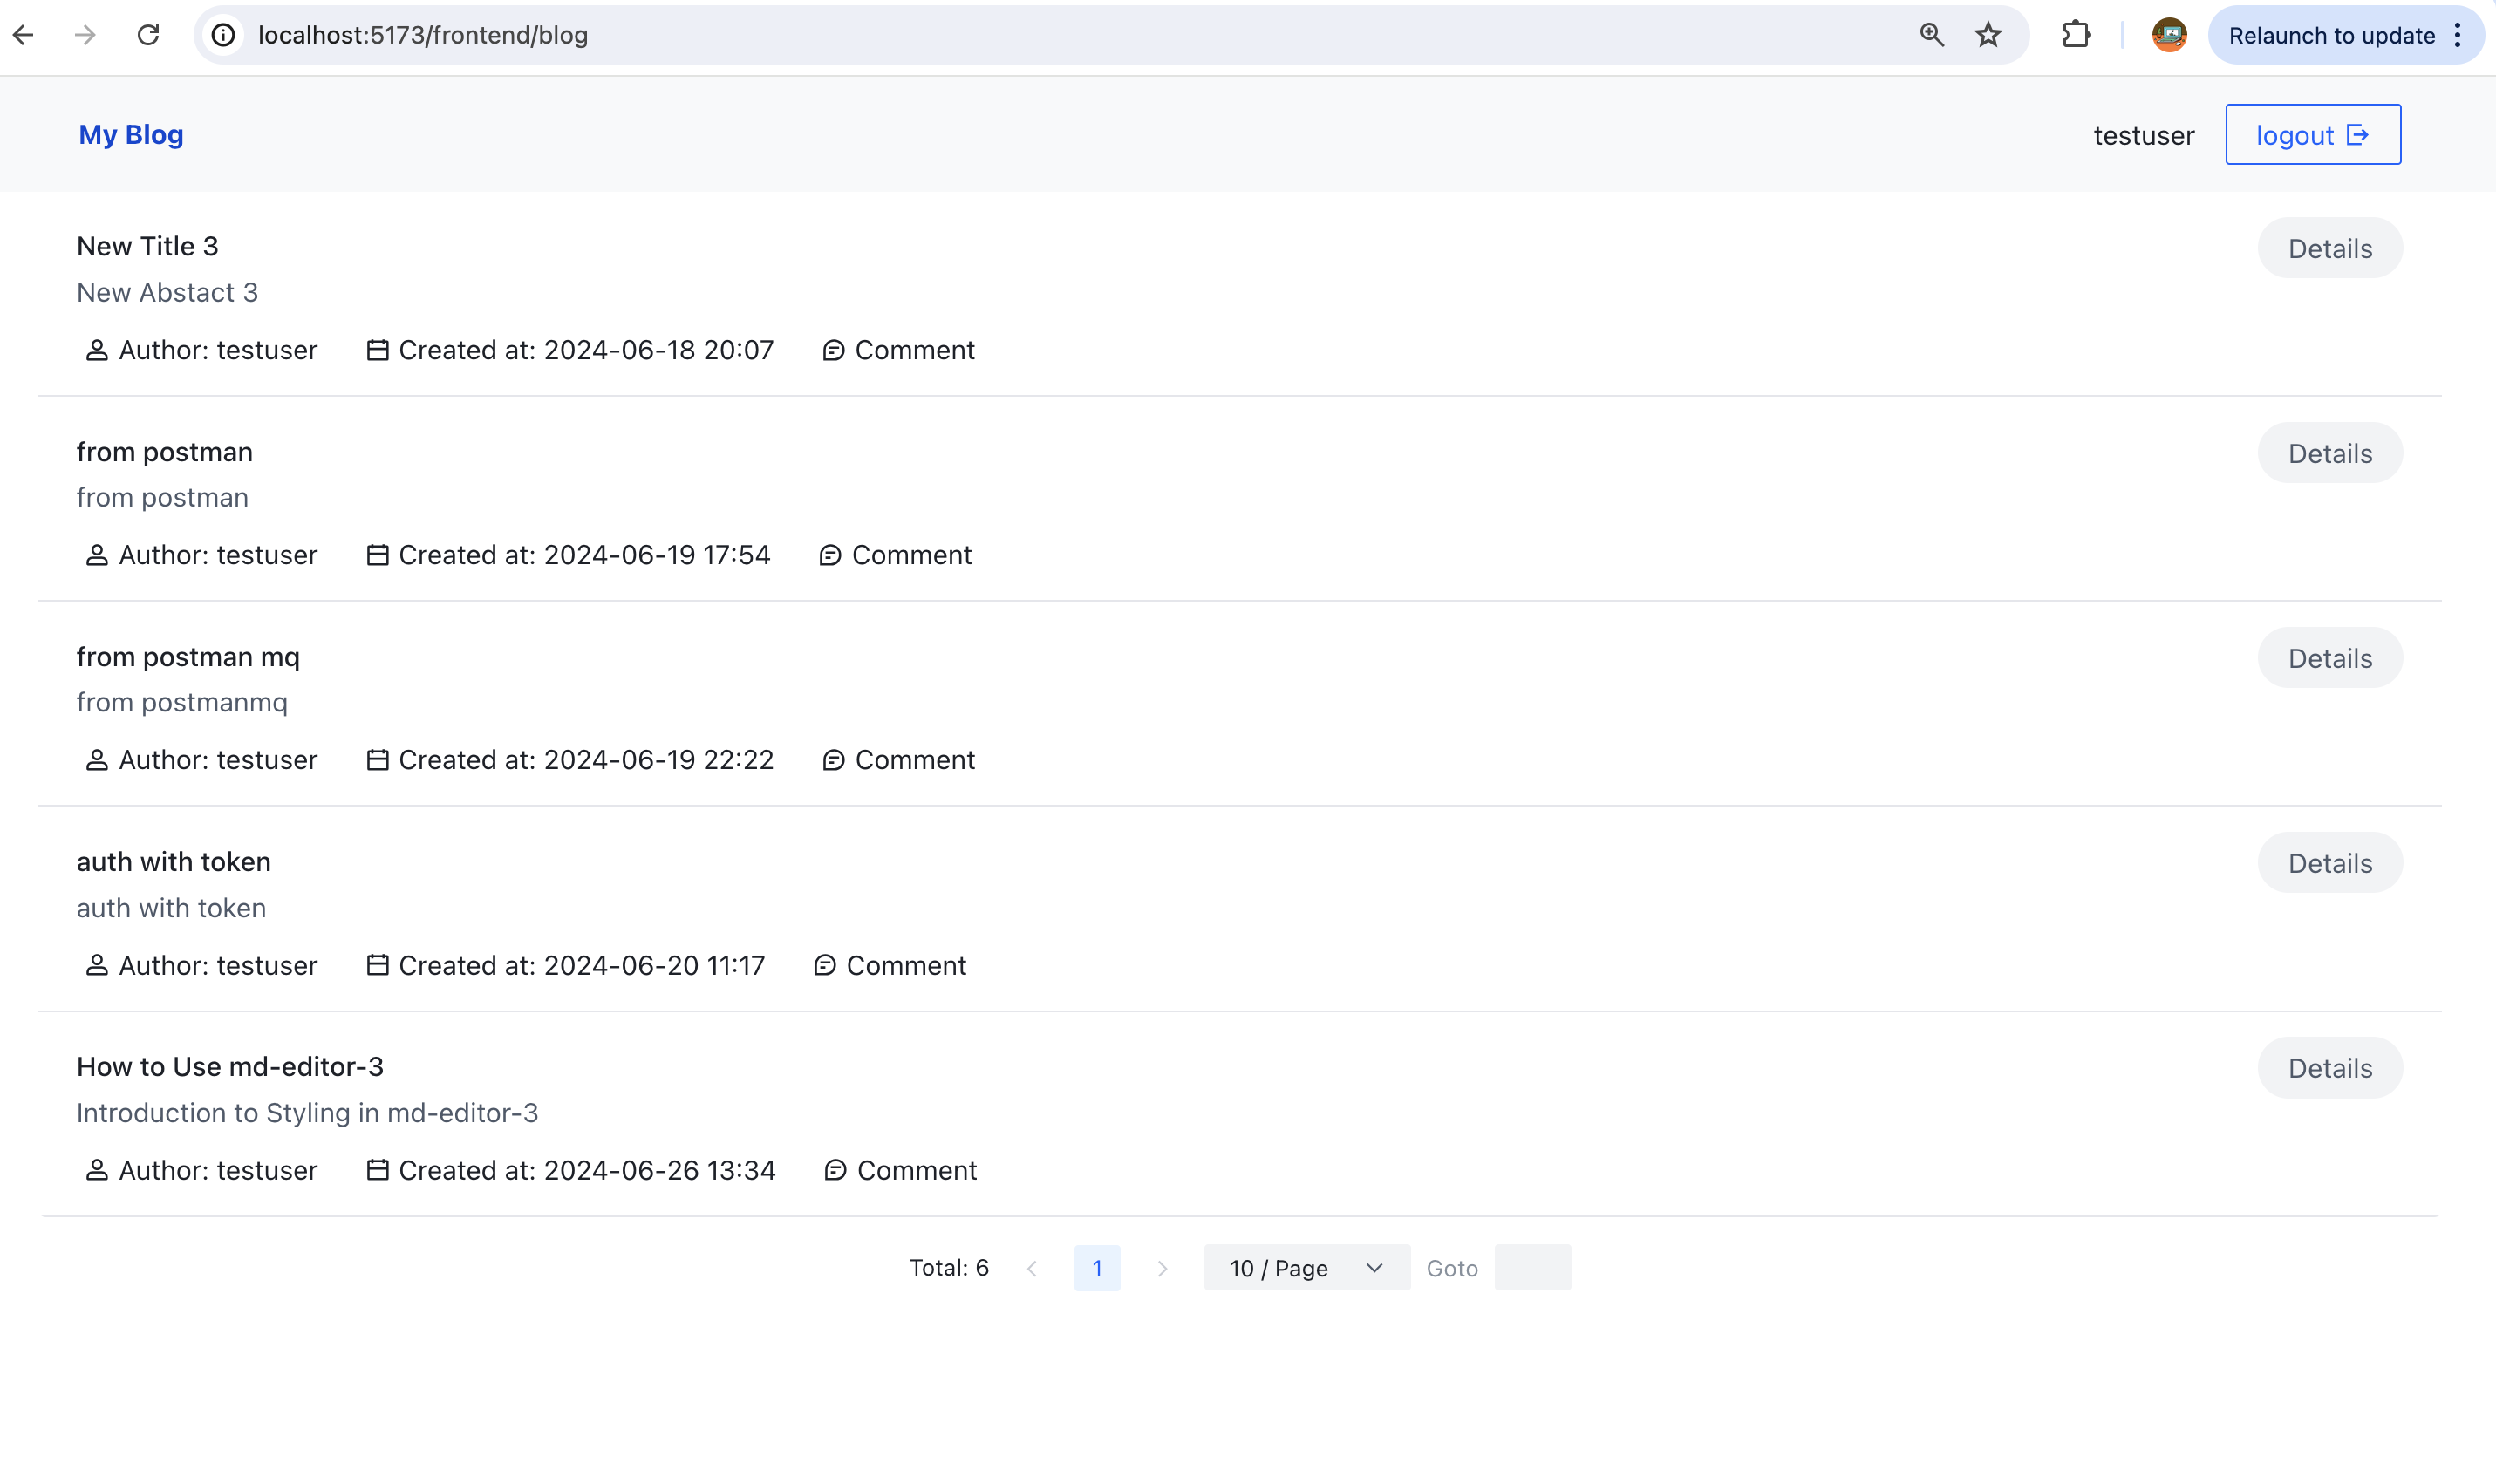 localhost:5173/frontend/blog
Relaunch to update
My Blog
testuser
logout
New Title 3
Details
New Abstact 3
Author: testuser Created at: 2024-06-18 20:07 Comment
from postman
Details
from postman
Author: testuser Created at: 2024-06-19 17:54 Comment
from postman mq
Details
from postmanmq
Author: testuser Created at: 2024-06-19 22:22 Comment
auth with token
Details
auth with token
Author: testuser Created at: 2024-06-20 11:17 Comment
How to Use md-editor-3
Details
Introduction to Styling in md-editor-3
Author: testuser Created at: 2024-06-26 13:34 Comment
Total: 6 1 10 / Page Goto